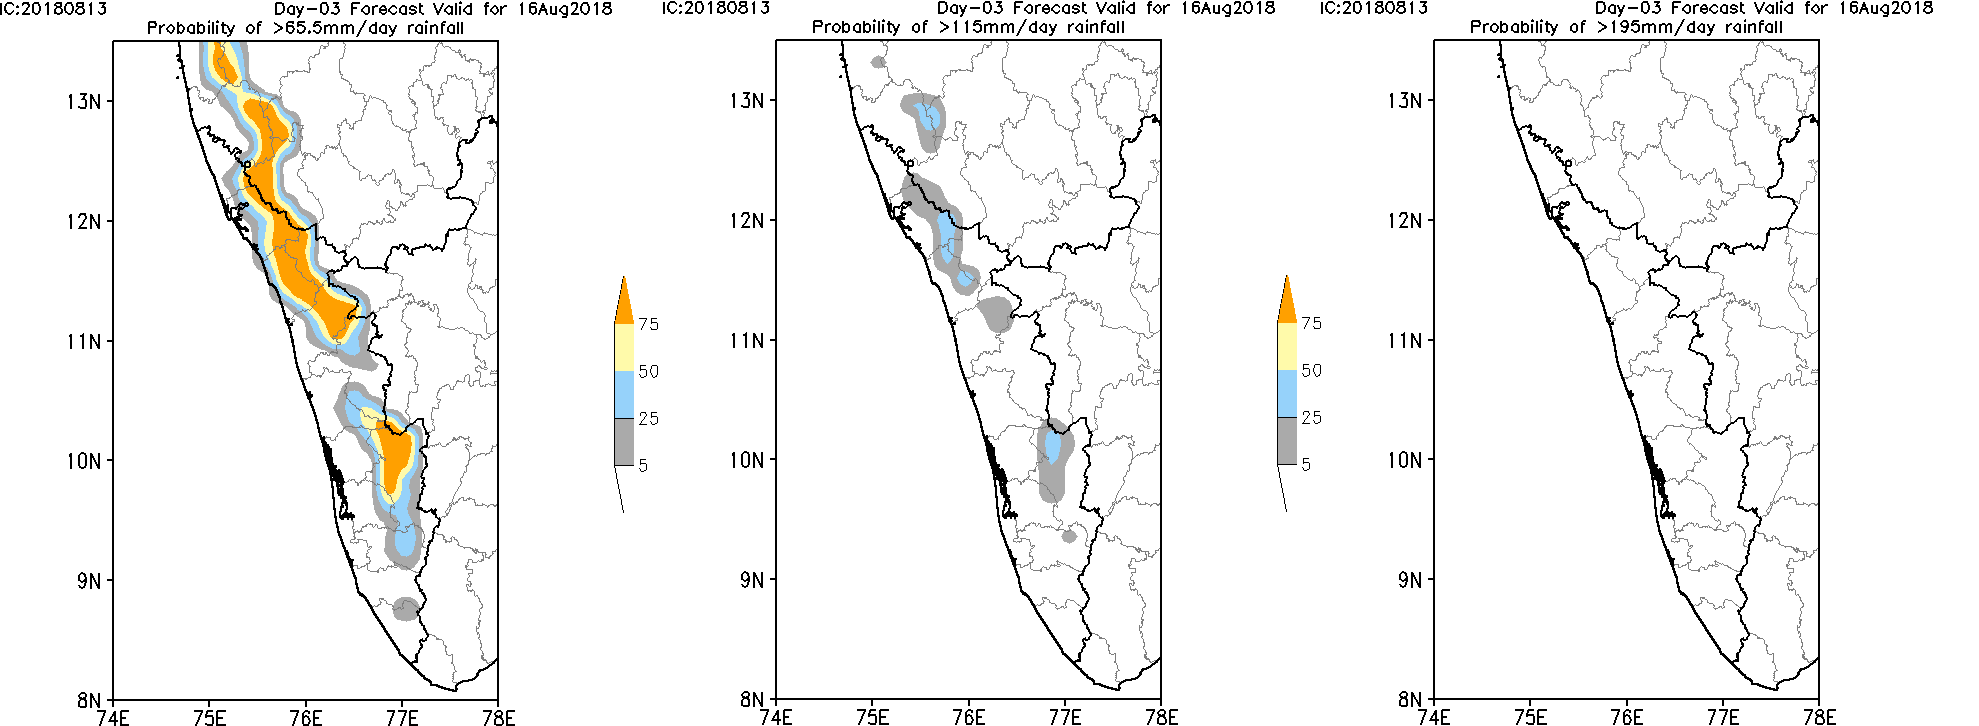 IC:20180813 Day-03 Forecast Valid for 16Aug2018
Probability of >65.5mm/day rainfall
13N
12N
11N
10N
9N
8N
74E 75E 76E 77E 78E
75
50
25
5
IC:20180813 Day-03 Forecast Valid for 16Aug2018
Probability of >115mm/day rainfall
13N
12N
11N
10N
9N
8N
74E 75E 76E 77E 78E
75
50
25
5
IC:20180813 Day-03 Forecast Valid for 16Aug2018
Probability of >195mm/day rainfall
13N
12N
11N
10N
9N
8N
74E 75E 76E 77E 78E